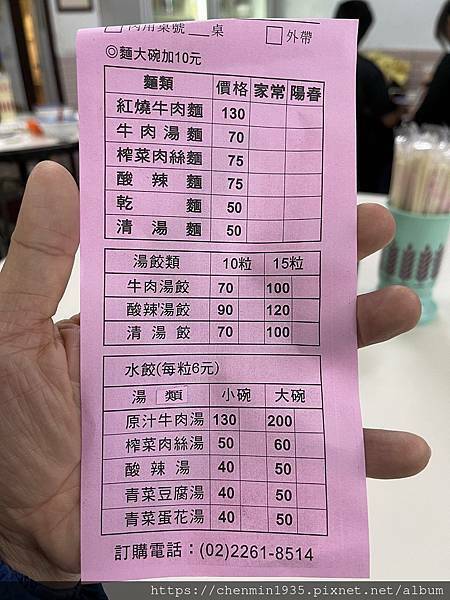 內用桌號___桌 □外帶
◎麵大碗加10元
麵類 價格 家常 陽春
紅燒牛肉麵 130
牛肉湯麵 70
榨菜肉絲麵 75
酸辣麵 75
乾麵 50
清湯麵 50
湯餃類 10粒 15粒
牛肉湯餃 70 100
酸辣湯餃 90 120
清湯餃 70 100
水餃(每粒6元)
湯類 小碗 大碗
原汁牛肉湯 130 200
榨菜肉絲湯 50 60
酸辣湯 40 50
青菜豆腐湯 40 50
青菜蛋花湯 40 50
訂購電話：(02)2261-8514
https://chenmin1935.pixnet.net/album